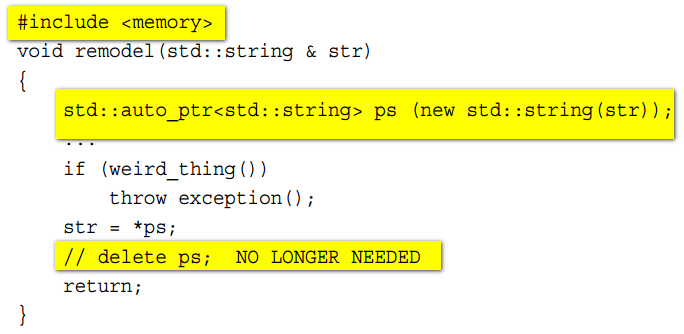 #include <memory>
void remodel(std::string & str)
{
    std::auto_ptr<std::string> ps (new std::string(str));
    ...
    if (weird_thing())
        throw exception();
    str = *ps;
    // delete ps;  NO LONGER NEEDED
    return;
}